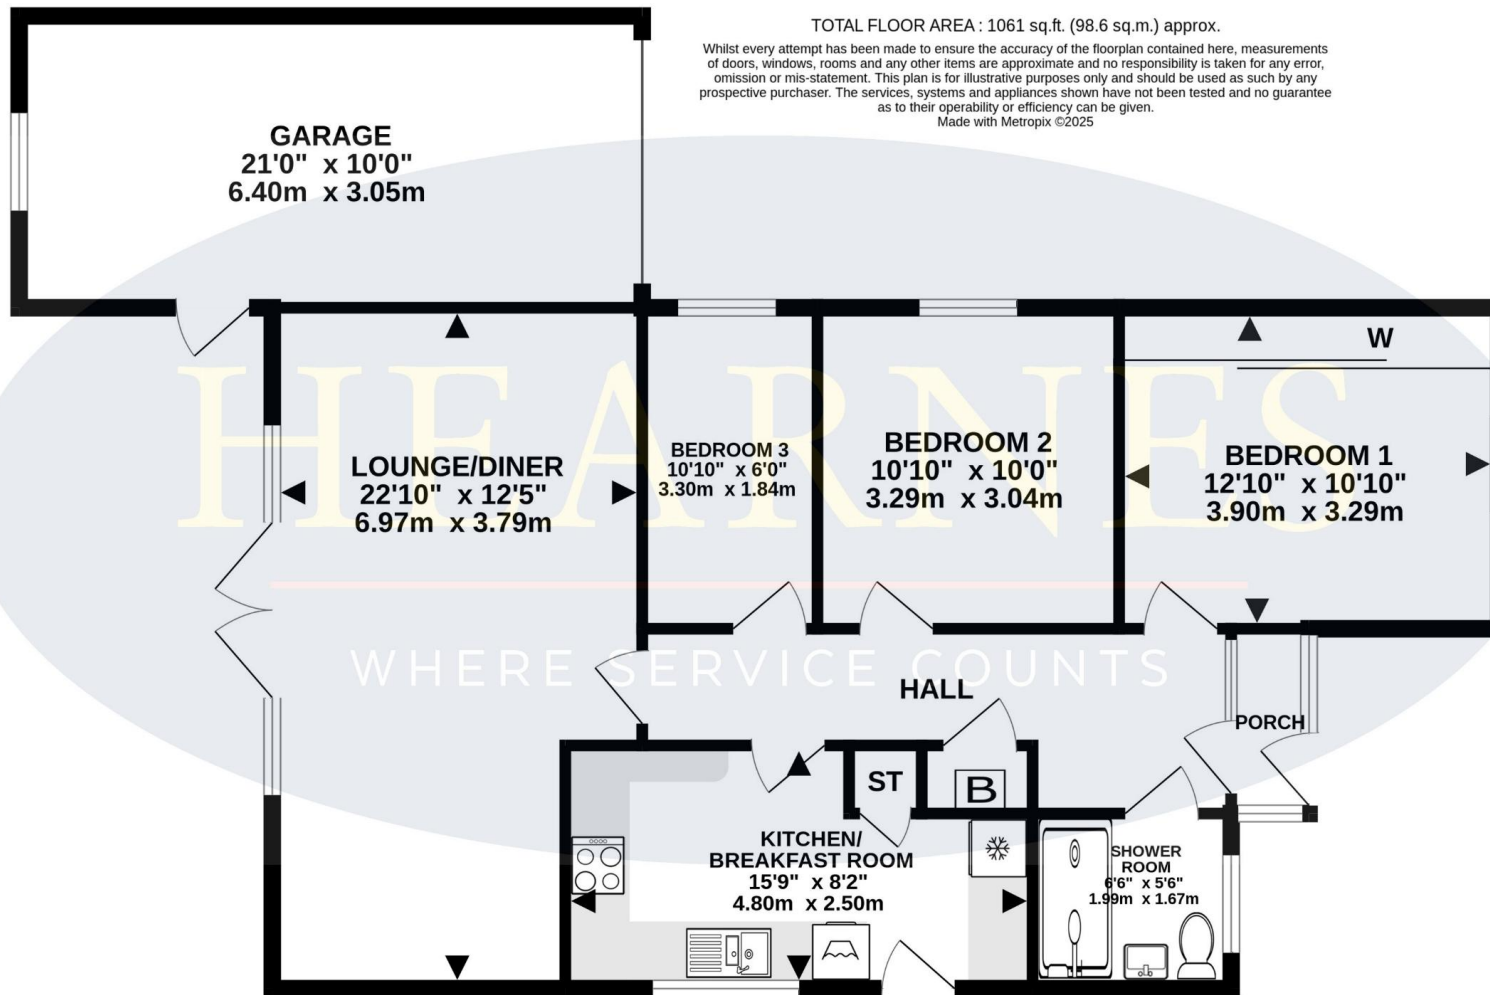 TOTAL FLOOR AREA : 1061 sq.ft. (98.6 sq.m.) approx.
Whilst every attempt has been made to ensure the accuracy of the floorplan contained here, measurements
of doors, windows, rooms and any other items are approximate and no responsibility is taken for any error,
omission or mis-statement. This plan is for illustrative purposes only and should be used as such by any
prospective purchaser. The services, systems and appliances shown have not been tested and no guarantee
as to their operability or efficiency can be given.
Made with Metropix ©2025
GARAGE
21'0" x 10'0"
6.40m x 3.05m
W
HEARNES
LOUNGE/DINER
22'10" x 12'5"
6.97m x 3.79m
BEDROOM 3
10'10" x 6'0"
3.30m x 1.84m
BEDROOM 2
10'10" x 10'0"
3.29m x 3.04m
BEDROOM 1
12'10" x 10'10"
3.90m x 3.29m
WHERE SERVICE COUNTS
HALL
PORCH
ST
B
KITCHEN/
BREAKFAST ROOM
15'9" x 8'2"
4.80m x 2.50m
SHOWER
ROOM
6'6" x 5'6"
1.99m x 1.67m